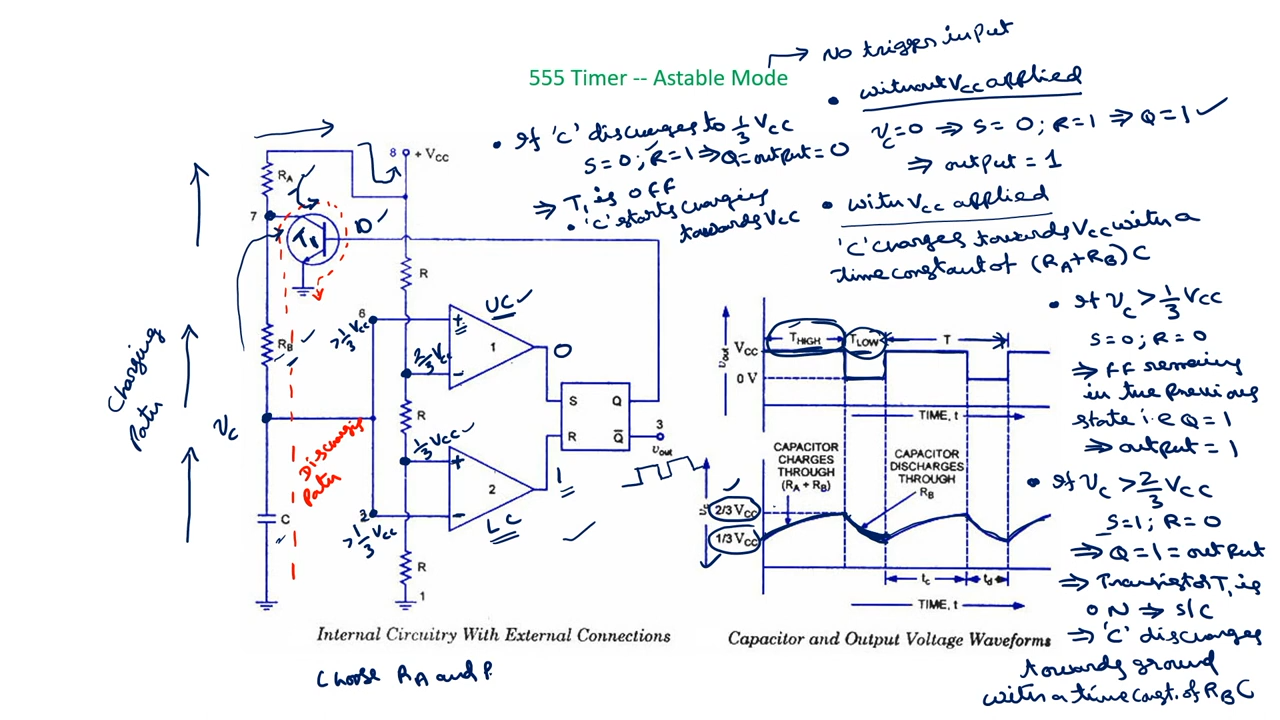 → No trigger input
555 Timer -- Astable Mode
• If 'C' discharges to 1/3 VCC
S=0; R=1 ⇒ Q=output=0
⇒ T1 is OFF
• 'C' starts charging
towards VCC
• without VCC applied
VC=0 ⇒ S=0; R=1 ⇒ Q=1 ✓
⇒ output = 1
• with VCC applied
'C' charges towards VCC with a
time constant of (RA+RB)C
• If VC > 1/3 VCC
S=0; R=0
⇒ FF remains
in the previous
state i.e Q=1
⇒ output = 1
• If VC > 2/3 VCC
S=1; R=0
⇒ Q=1=output
⇒ Transistor T1 is
ON ⇒ S/C
⇒ 'C' discharges
towards ground
with a time const. of RBC
8 + VCC
RA
7
T1
10
R
RB
Charging
Path
VC
Discharging
Path
C
6
>1/3 VCC
UC
+
1
−
2/3 VCC
0
R
1/3 VCC
+
2
−
LC
2
>1/3 VCC
1
R
1
S Q
R Q̅
3
vout
vout
VCC
0 V
THIGH
TLOW
T
TIME, t
CAPACITOR
CHARGES
THROUGH
(RA + RB)
CAPACITOR
DISCHARGES
THROUGH
RB
vc
2/3 VCC
1/3 VCC
tc
td
TIME, t
Internal Circuitry With External Connections
Capacitor and Output Voltage Waveforms
Choose RA and